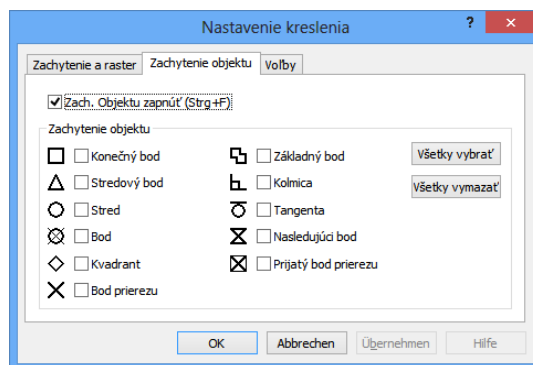 Nastavenie kreslenia
Zachytenie a raster Zachytenie objektu Voľby
Zach. Objektu zapnúť (Strg+F)
Zachytenie objektu
Konečný bod
Stredový bod
Stred
Bod
Kvadrant
Bod prierezu
Základný bod
Kolmica
Tangenta
Nasledujúci bod
Prijatý bod prierezu
Všetky vybrať
Všetky vymazať
OK Abbrechen Übernehmen Hilfe